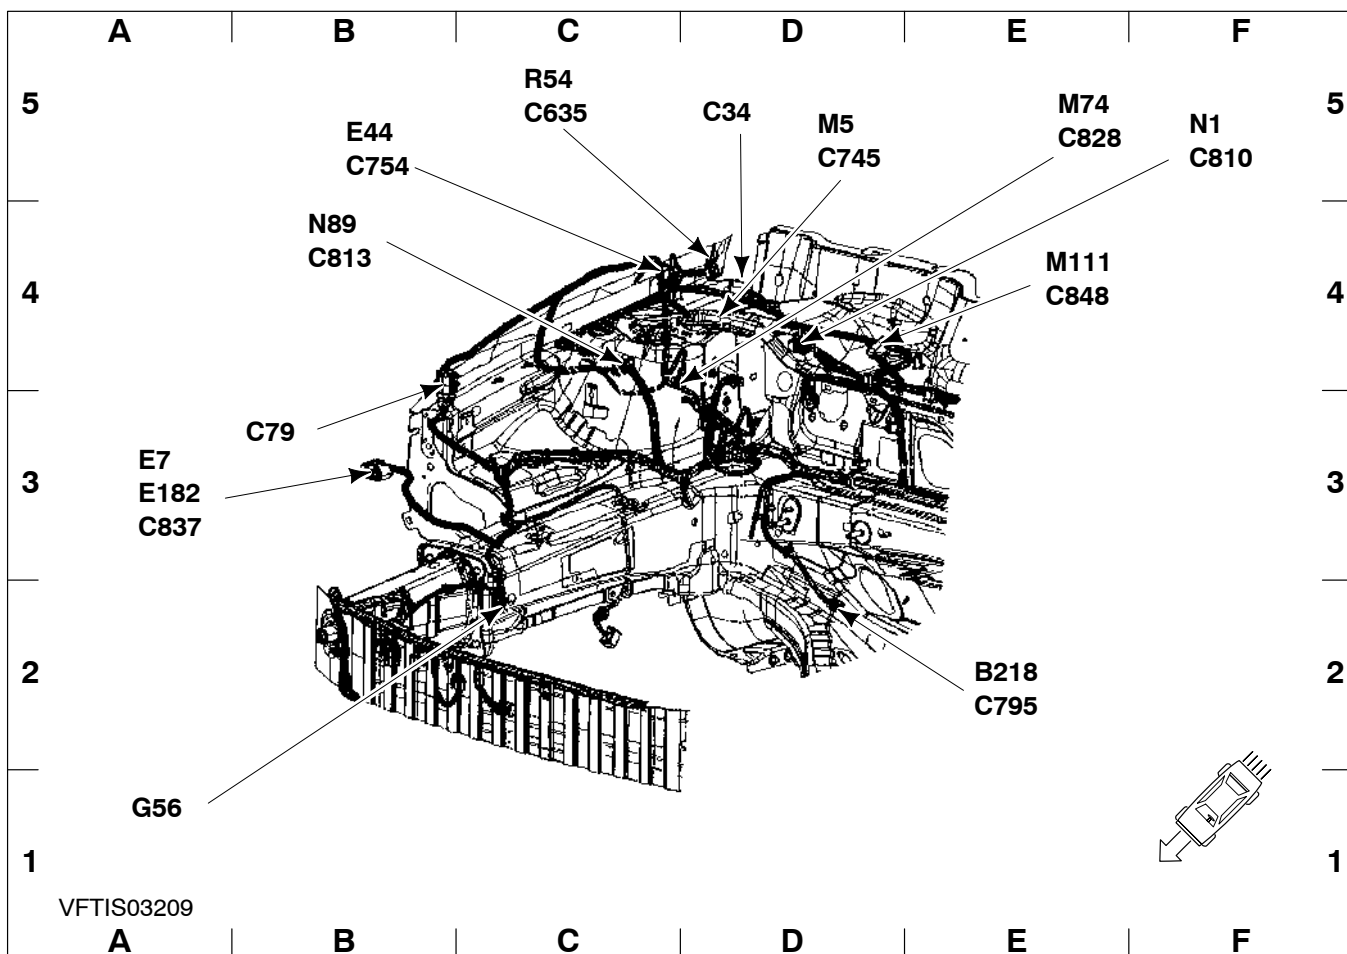 A B C D E F
5 5
R54
C635
C34
M5
C745
M74
C828
N1
C810
E44
C754
N89
C813
M111
C848
4 4
C79
E7
E182
C837
3 3
B218
C795
2 2
G56
1 1
VFTIS03209
A B C D E F